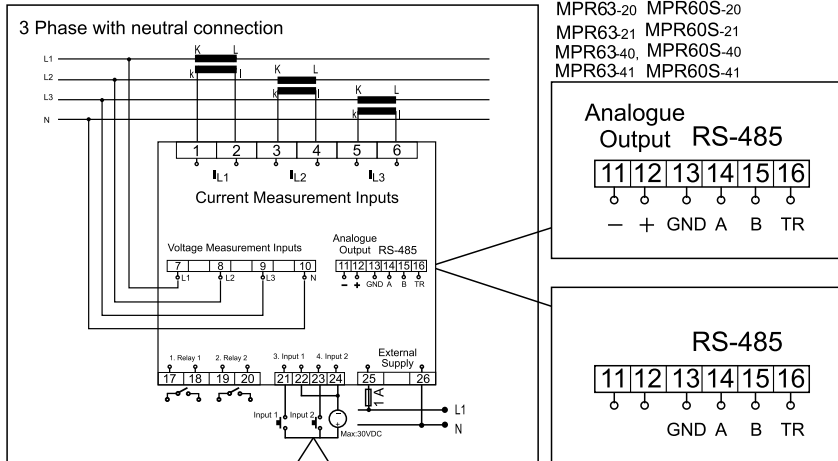 3 Phase with neutral connection
L1
L2
L3
N
K L
k l
K L
k l
K L
k l
1 2 3 4 5 6
IL1 IL2 IL3
Current Measurement Inputs
Voltage Measurement Inputs
7 8 9 10
L1 L2 L3 N
Analogue
Output RS-485
11 12 13 14 15 16
- + GND A B TR
1. Relay 1 2. Relay 2 3. Input 1 4. Input 2 External
Supply
17 18 19 20 21 22 23 24 25 26
1 A
Input 1 Input 2
- +
Max:30VDC
L1
N
MPR63-20 MPR60S-20
MPR63-21 MPR60S-21
MPR63-40, MPR60S-40
MPR63-41 MPR60S-41
Analogue
Output RS-485
11 12 13 14 15 16
- + GND A B TR
RS-485
11 12 13 14 15 16
GND A B TR